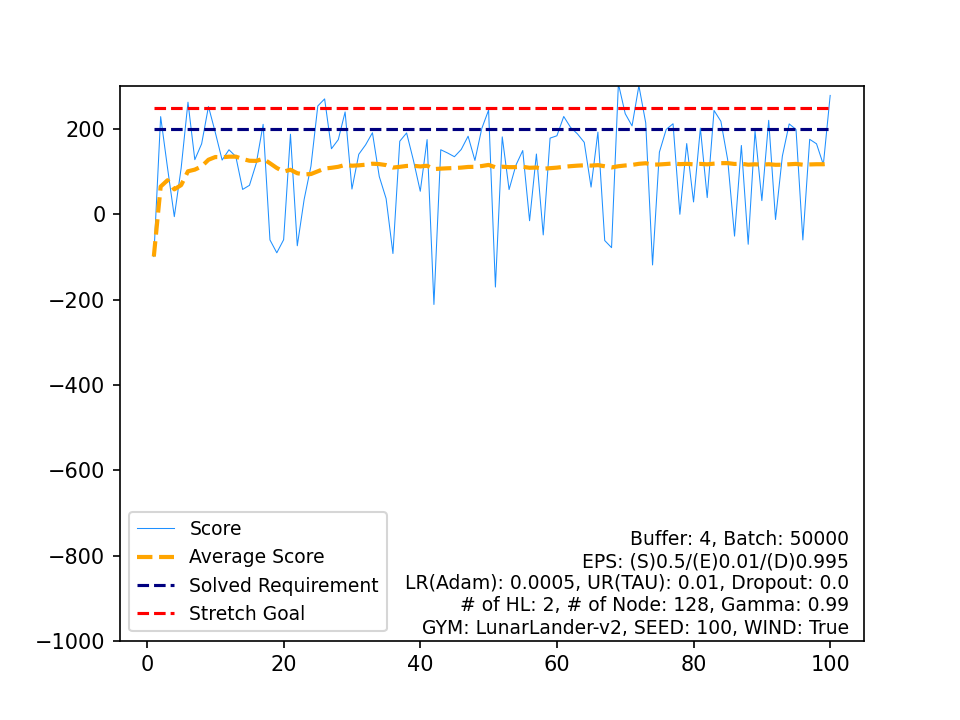 200
0
−200
−400
−600
−800
−1000
0
20
40
60
80
100
Score
Average Score
Solved Requirement
Stretch Goal
Buffer: 4, Batch: 50000
EPS: (S)0.5/(E)0.01/(D)0.995
LR(Adam): 0.0005, UR(TAU): 0.01, Dropout: 0.0
# of HL: 2, # of Node: 128, Gamma: 0.99
GYM: LunarLander-v2, SEED: 100, WIND: True